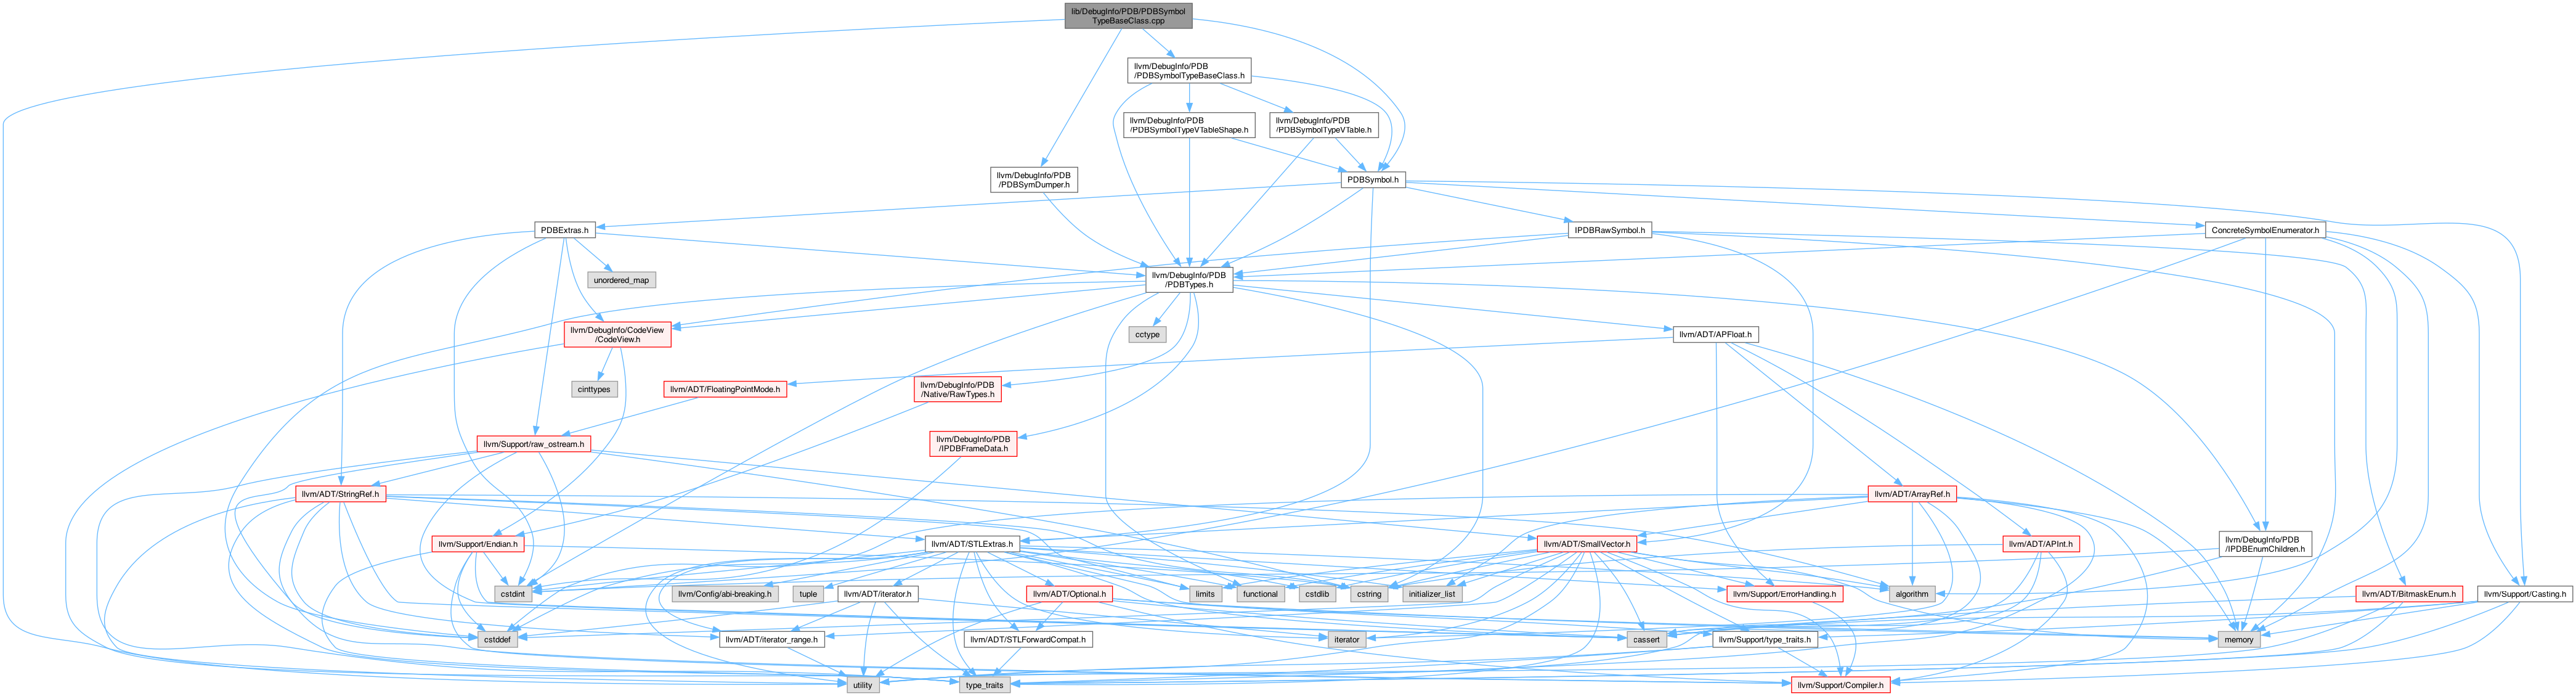 lib/DebugInfo/PDB/PDBSymbol
TypeBaseClass.cpp
llvm/DebugInfo/PDB
/PDBSymbolTypeBaseClass.h
llvm/DebugInfo/PDB
/PDBSymbolTypeVTableShape.h
llvm/DebugInfo/PDB
/PDBSymbolTypeVTable.h
llvm/DebugInfo/PDB
/PDBSymDumper.h
PDBSymbol.h
PDBExtras.h
IPDBRawSymbol.h
ConcreteSymbolEnumerator.h
unordered_map
llvm/DebugInfo/PDB
/PDBTypes.h
llvm/DebugInfo/CodeView
/CodeView.h
cctype
llvm/ADT/APFloat.h
cinttypes
llvm/ADT/FloatingPointMode.h
llvm/DebugInfo/PDB
/Native/RawTypes.h
llvm/Support/raw_ostream.h
llvm/DebugInfo/PDB
/IPDBFrameData.h
llvm/ADT/StringRef.h
llvm/ADT/ArrayRef.h
llvm/Support/Endian.h
llvm/ADT/STLExtras.h
llvm/ADT/SmallVector.h
llvm/ADT/APInt.h
llvm/DebugInfo/PDB
/IPDBEnumChildren.h
cstdint
llvm/Config/abi-breaking.h
tuple
llvm/ADT/iterator.h
llvm/ADT/Optional.h
limits
functional
cstdlib
cstring
initializer_list
llvm/Support/ErrorHandling.h
algorithm
llvm/ADT/BitmaskEnum.h
llvm/Support/Casting.h
cstddef
llvm/ADT/iterator_range.h
llvm/ADT/STLForwardCompat.h
iterator
cassert
llvm/Support/type_traits.h
memory
utility
type_traits
llvm/Support/Compiler.h